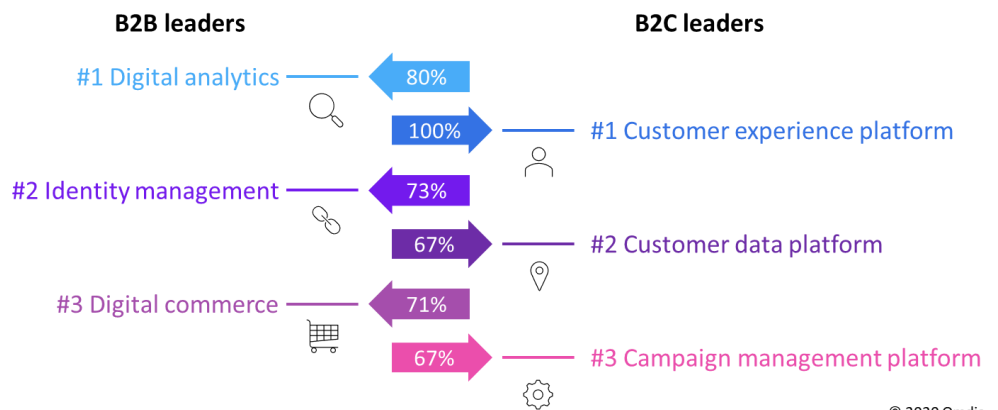 B2B leaders
B2C leaders
#1 Digital analytics
80%
100%
#1 Customer experience platform
#2 Identity management
73%
67%
#2 Customer data platform
#3 Digital commerce
71%
67%
#3 Campaign management platform